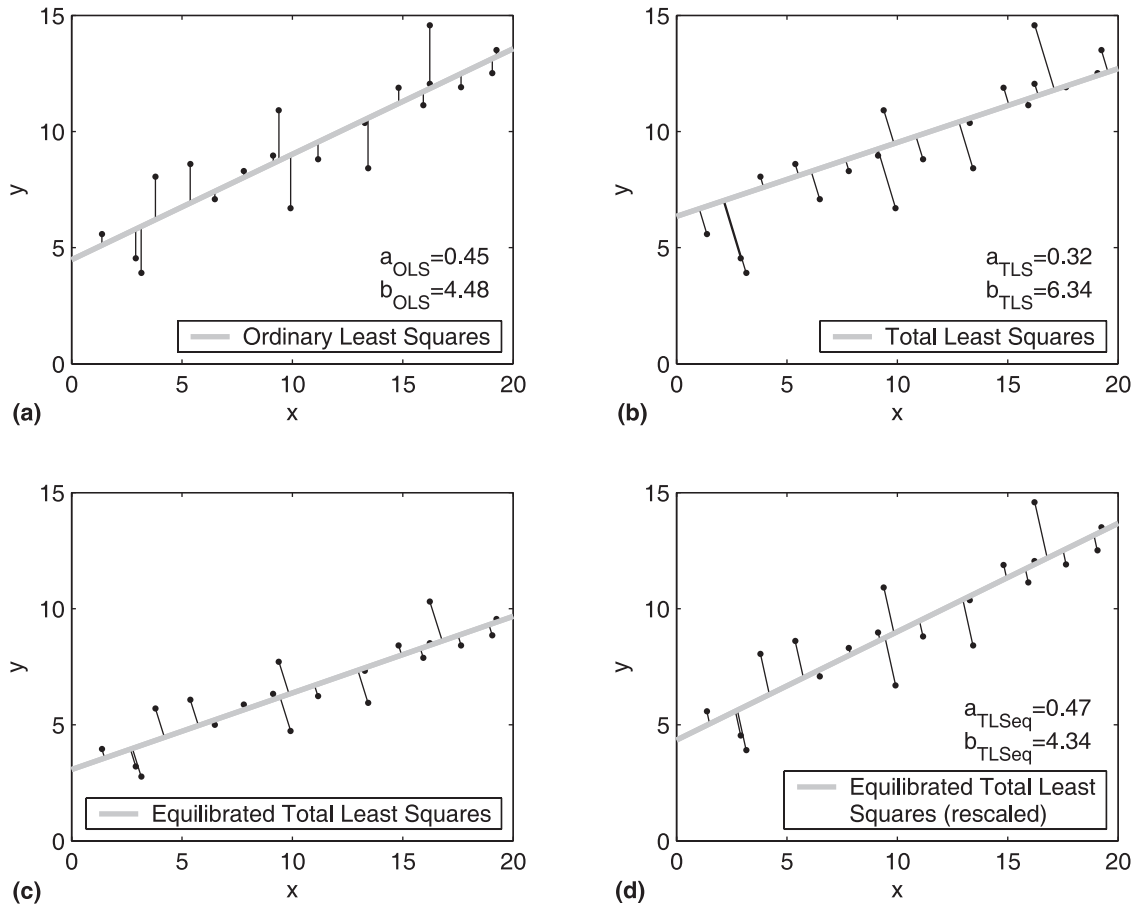 15
10
5
0
y
0 5 10 15 20
x
a_OLS=0.45
b_OLS=4.48
Ordinary Least Squares
(a)
15
10
5
0
y
0 5 10 15 20
x
a_TLS=0.32
b_TLS=6.34
Total Least Squares
(b)
15
10
5
0
y
0 5 10 15 20
x
Equilibrated Total Least Squares
(c)
15
10
5
0
y
0 5 10 15 20
x
a_TLSeq=0.47
b_TLSeq=4.34
Equilibrated Total Least
Squares (rescaled)
(d)